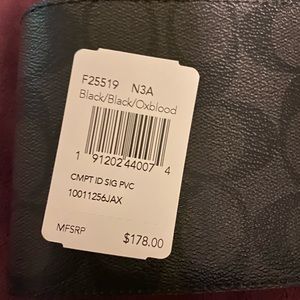 F25519 N3A
Black/Black/Oxblood
1 91202 44007 4
CMPT ID SIG PVC
10011256JAX
MFSRP $178.00